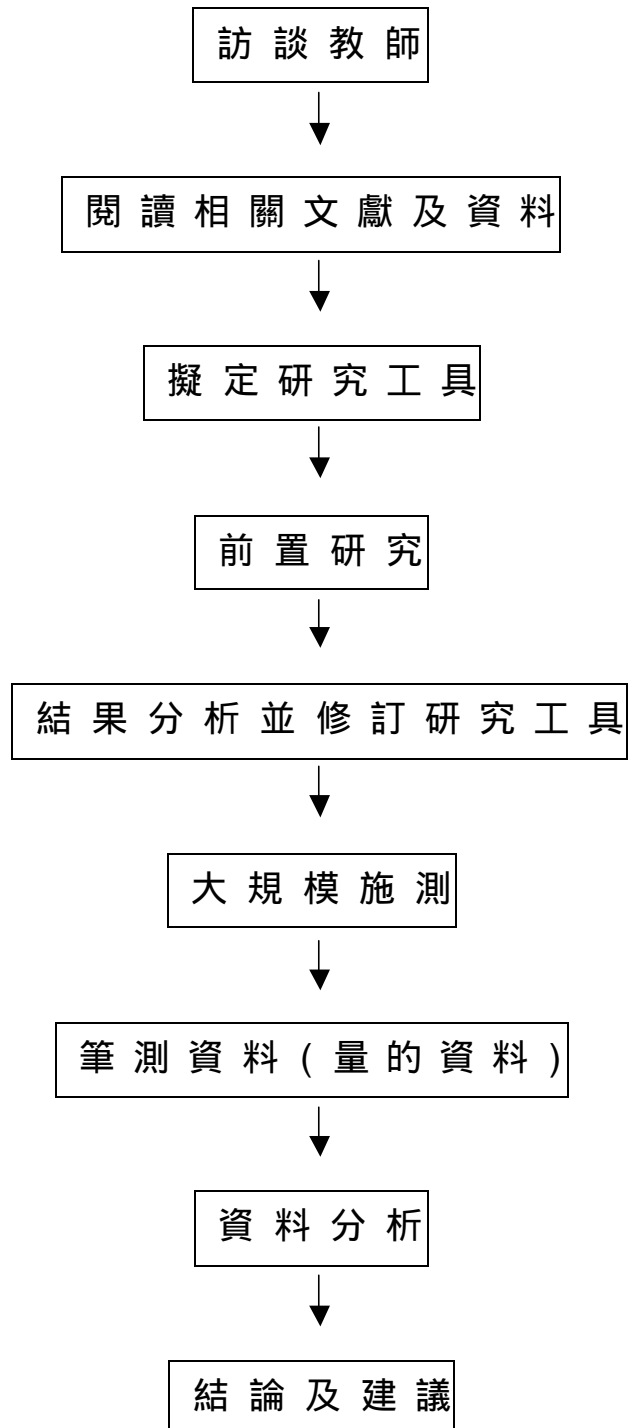 訪談教師
閱讀相關文獻及資料
擬定研究工具
前置研究
結果分析並修訂研究工具
大規模施測
筆測資料(量的資料)
資料分析
結論及建議